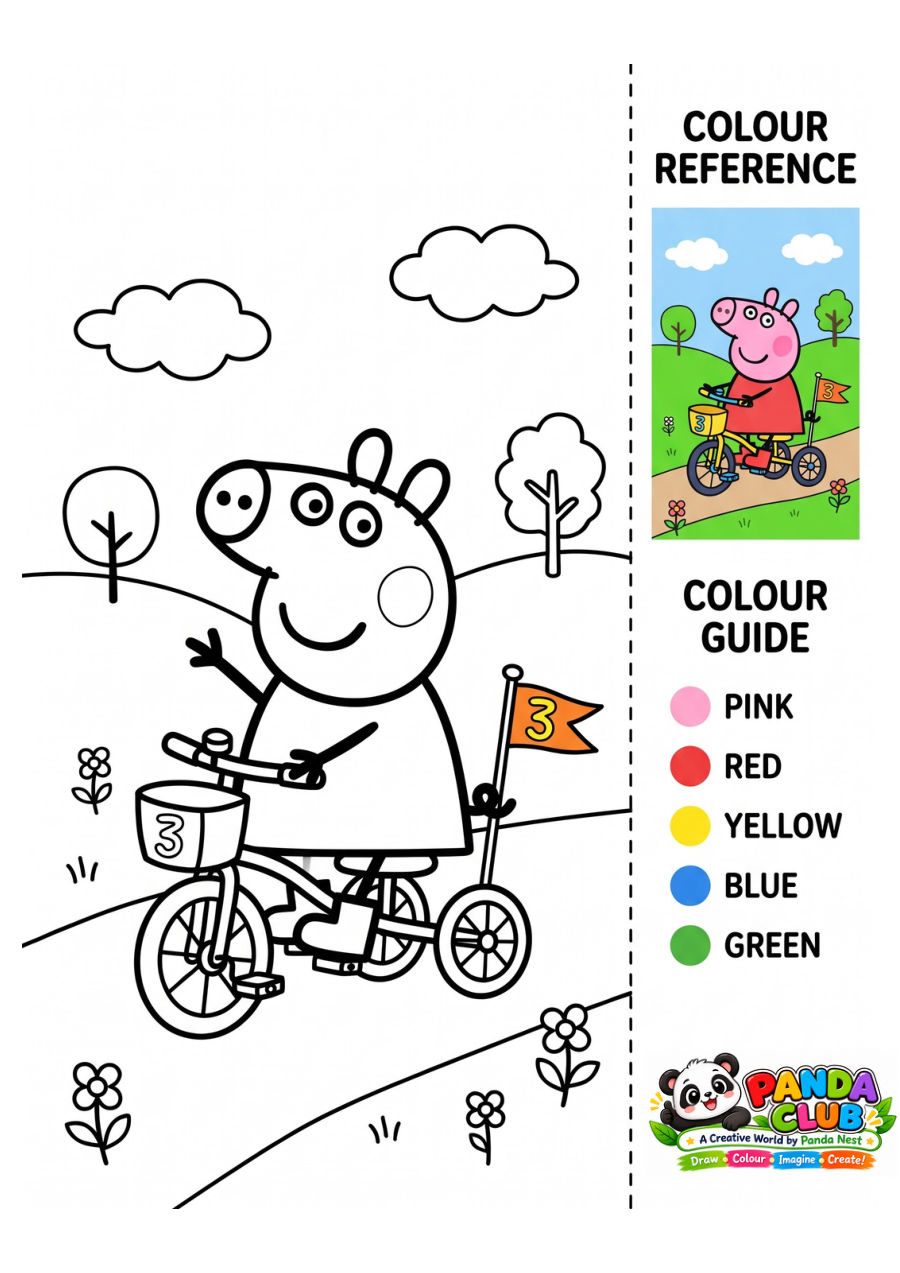 COLOUR
REFERENCE
3
3
3
3
COLOUR
GUIDE
PINK
RED
YELLOW
BLUE
GREEN
PANDA
CLUB
A Creative World by Panda Nest
Draw • Colour • Imagine • Create!